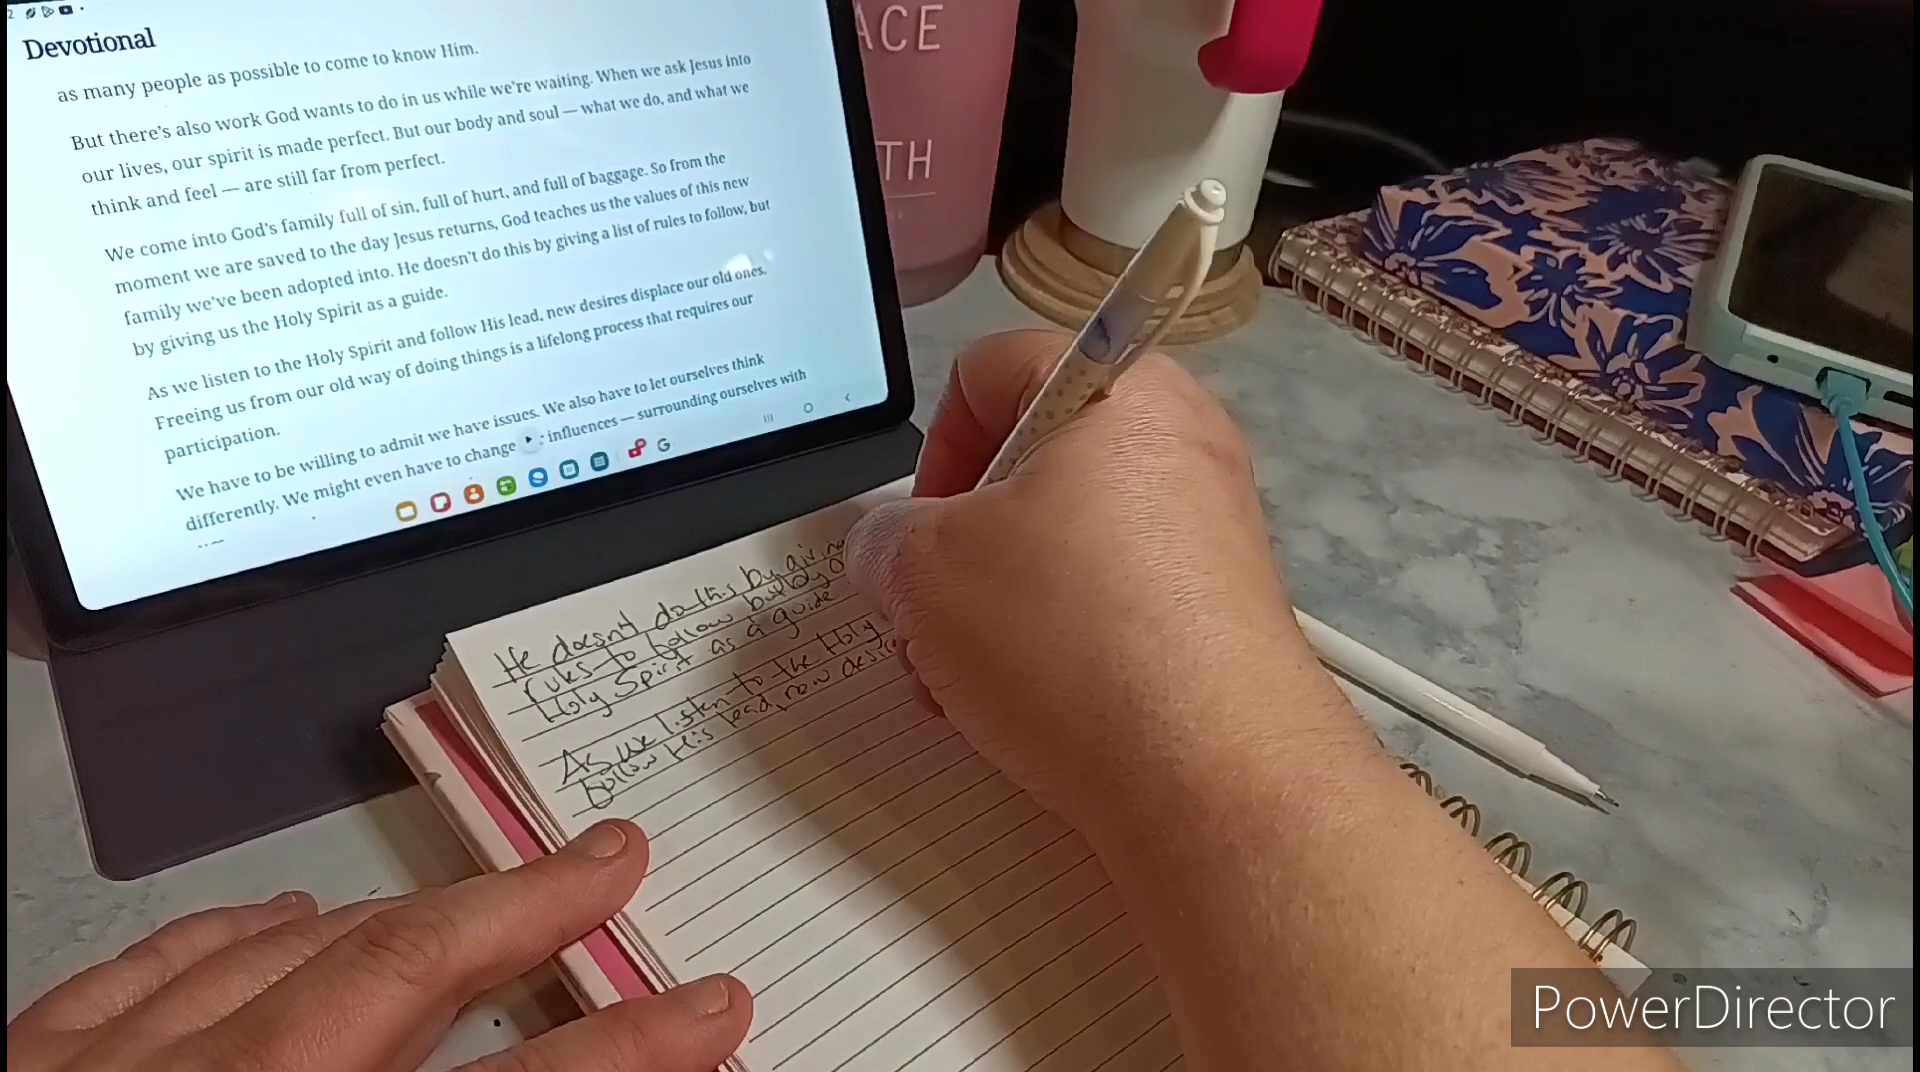 Devotional
as many people as possible to come to know Him.
But there's also work God wants to do in us while we're waiting. When we ask Jesus into
our lives, our spirit is made perfect. But our body and soul — what we do, and what we
think and feel — are still far from perfect.
We come into God's family full of sin, full of hurt, and full of baggage. So from the
moment we are saved to the day Jesus returns, God teaches us the values of this new
family we've been adopted into. He doesn't do this by giving a list of rules to follow, but
by giving us the Holy Spirit as a guide.
As we listen to the Holy Spirit and follow His lead, new desires displace our old ones.
Freeing us from our old way of doing things is a lifelong process that requires our
participation.
We have to be willing to admit we have issues. We also have to let ourselves think
differently. We might even have to change influences — surrounding ourselves with
ACE
TH
He doesn't do this by giving
rules to follow but by
Holy Spirit as a guide.
As we listen to the Holy
follow His lead, new desire
PowerDirector